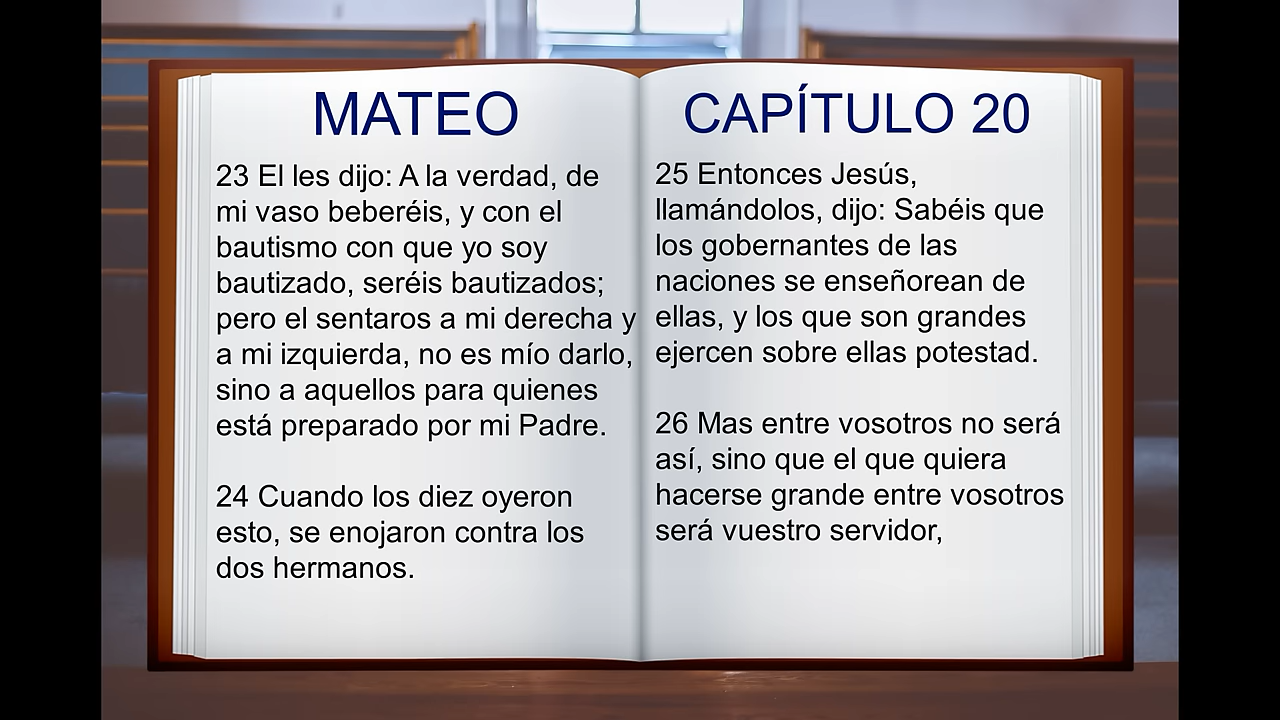 MATEO
23 El les dijo: A la verdad, de
mi vaso beberéis, y con el
bautismo con que yo soy
bautizado, seréis bautizados;
pero el sentaros a mi derecha y
a mi izquierda, no es mío darlo,
sino a aquellos para quienes
está preparado por mi Padre.
24 Cuando los diez oyeron
esto, se enojaron contra los
dos hermanos.
CAPÍTULO 20
25 Entonces Jesús,
llamándolos, dijo: Sabéis que
los gobernantes de las
naciones se enseñorean de
ellas, y los que son grandes
ejercen sobre ellas potestad.
26 Mas entre vosotros no será
así, sino que el que quiera
hacerse grande entre vosotros
será vuestro servidor,